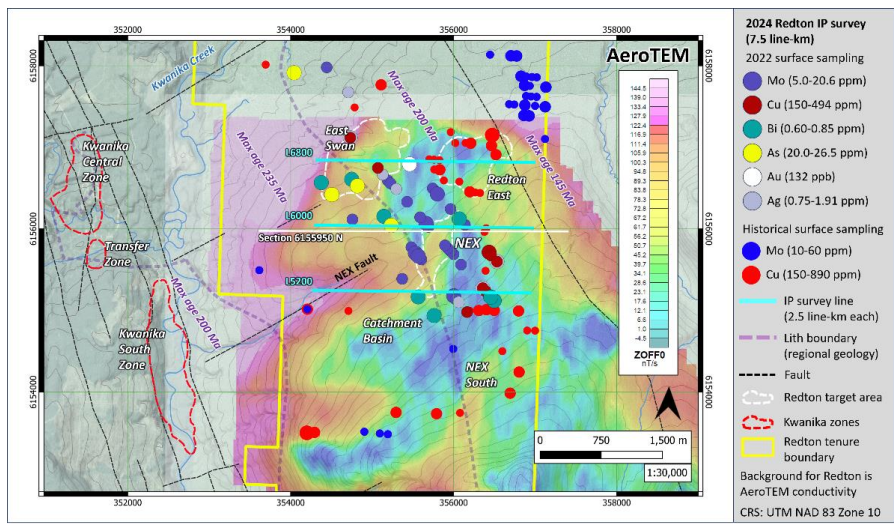 352000
354000
356000
358000
6158000
6156000
6154000
AeroTEM
Kwanika Creek
Max age 200 Ma
Max age 235 Ma
Max age 145 Ma
Max age 200 Ma
East
Swan
Kwanika
Central
Zone
Transfer
Zone
Kwanika
South
Zone
L6800
L6000
L5200
Section 6155950 N
Redton
East
NEX
NEX Fault
Catchment
Basin
NEX
South
144.5
139.0
133.4
127.9
122.4
116.9
111.4
105.9
100.3
94.8
89.3
83.8
78.3
72.8
67.8
61.7
56.2
50.7
45.2
39.7
34.2
28.6
23.1
17.6
12.1
6.6
1.0
-4.5
ZOFF0
nT/s
0
750
1,500 m
1:30,000
352000
354000
356000
358000
6158000
6156000
6154000
2024 Redton IP survey
(7.5 line-km)
2022 surface sampling
Mo (5.0-20.6 ppm)
Cu (150-494 ppm)
Bi (0.60-0.85 ppm)
As (20.0-26.5 ppm)
Au (132 ppb)
Ag (0.75-1.91 ppm)
Historical surface sampling
Mo (10-60 ppm)
Cu (150-890 ppm)
IP survey line
(2.5 line-km each)
Lith boundary
(regional geology)
Fault
Redton target area
Kwanika zones
Redton tenure
boundary
Background for Redton is
AeroTEM conductivity
CRS: UTM NAD 83 Zone 10